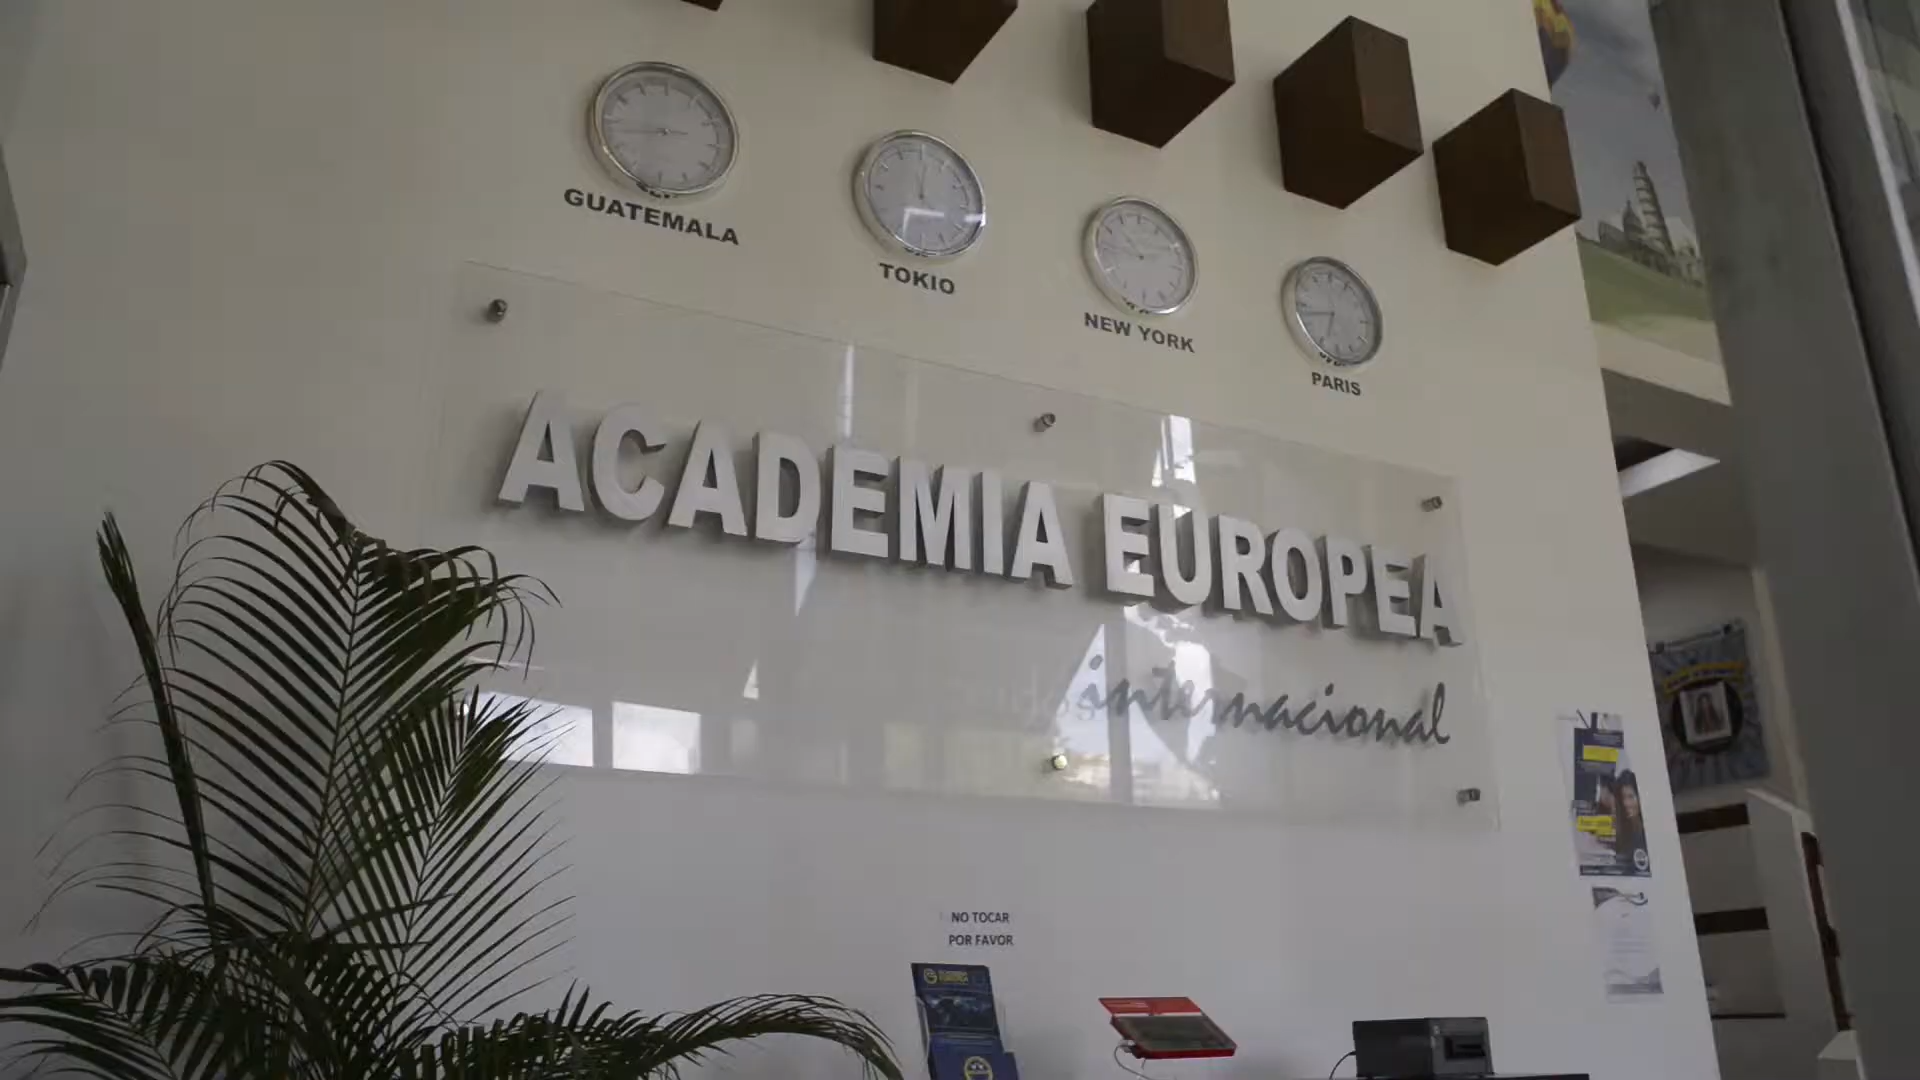 GUATEMALA
TOKIO
NEW YORK
PARIS
ACADEMIA EUROPEA
internacional
NO TOCAR
POR FAVOR